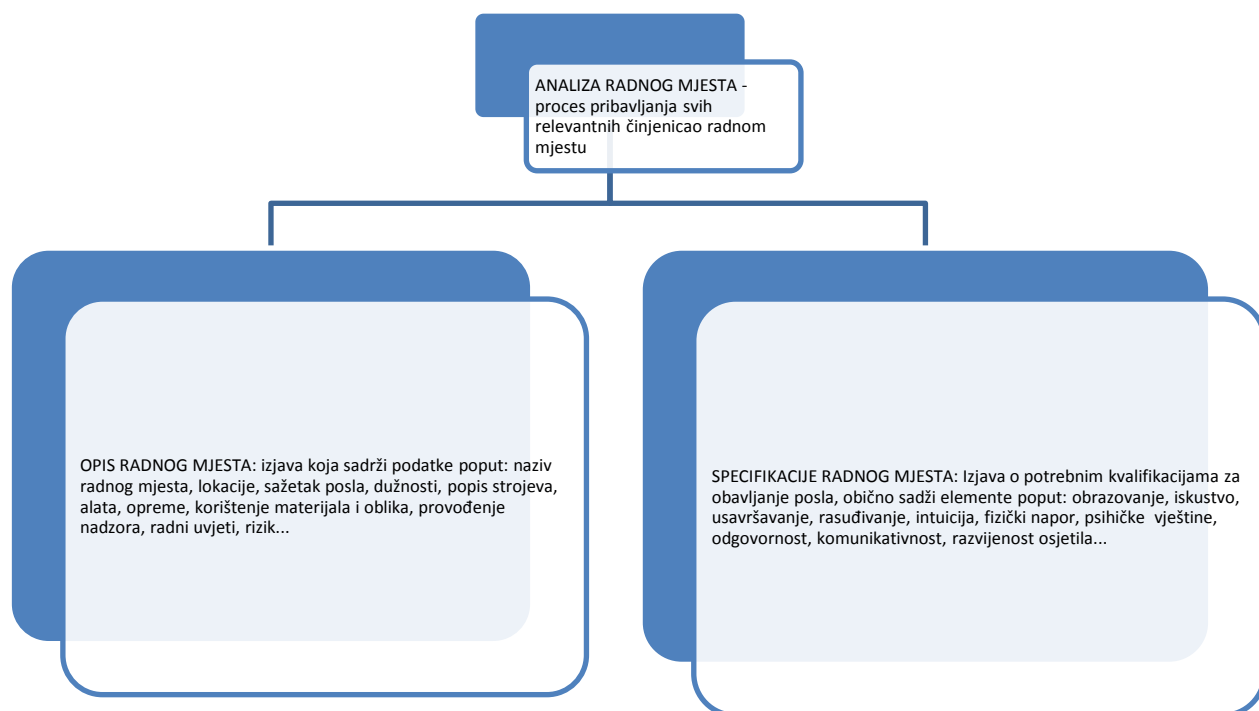 ANALIZA RADNOG MJESTA -
proces pribavljanja svih
relevantnih činjenicao radnom
mjestu
OPIS RADNOG MJESTA: izjava koja sadrži podatke poput: naziv
radnog mjesta, lokacije, sažetak posla, dužnosti, popis strojeva,
alata, opreme, korištenje materijala i oblika, provođenje
nadzora, radni uvjeti, rizik...
SPECIFIKACIJE RADNOG MJESTA: Izjava o potrebnim kvalifikacijama za
obavljanje posla, obično sadži elemente poput: obrazovanje, iskustvo,
usavršavanje, rasuđivanje, intuicija, fizički napor, psihičke  vještine,
odgovornost, komunikativnost, razvijenost osjetila...